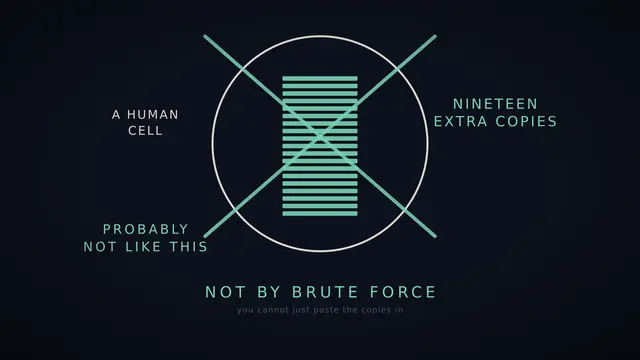 A HUMAN
CELL
NINETEEN
EXTRA COPIES
PROBABLY
NOT LIKE THIS
NOT BY BRUTE FORCE
you cannot just paste the copies in